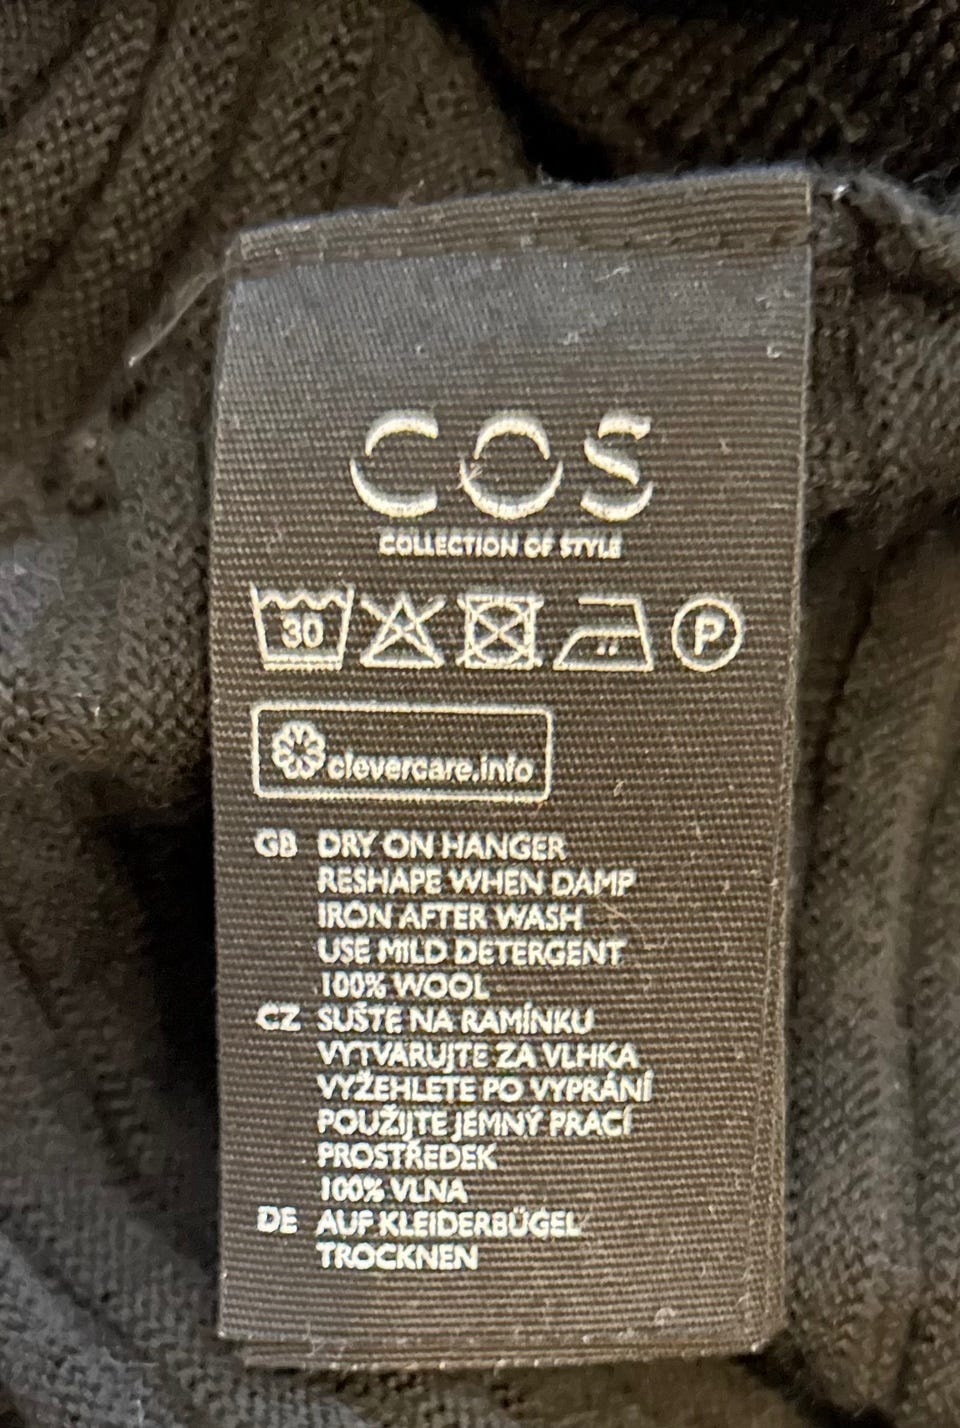 COS
COLLECTION OF STYLE
30 P
clevercare.info
GB DRY ON HANGER
RESHAPE WHEN DAMP
IRON AFTER WASH
USE MILD DETERGENT
100% WOOL
CZ SUŠTE NA RAMÍNKU
VYTVARUJTE ZA VLHKA
VYŽEHLETE PO VYPRÁNÍ
POUŽIJTE JEMNÝ PRACÍ
PROSTŘEDEK
100% VLNA
DE AUF KLEIDERBÜGEL
TROCKNEN